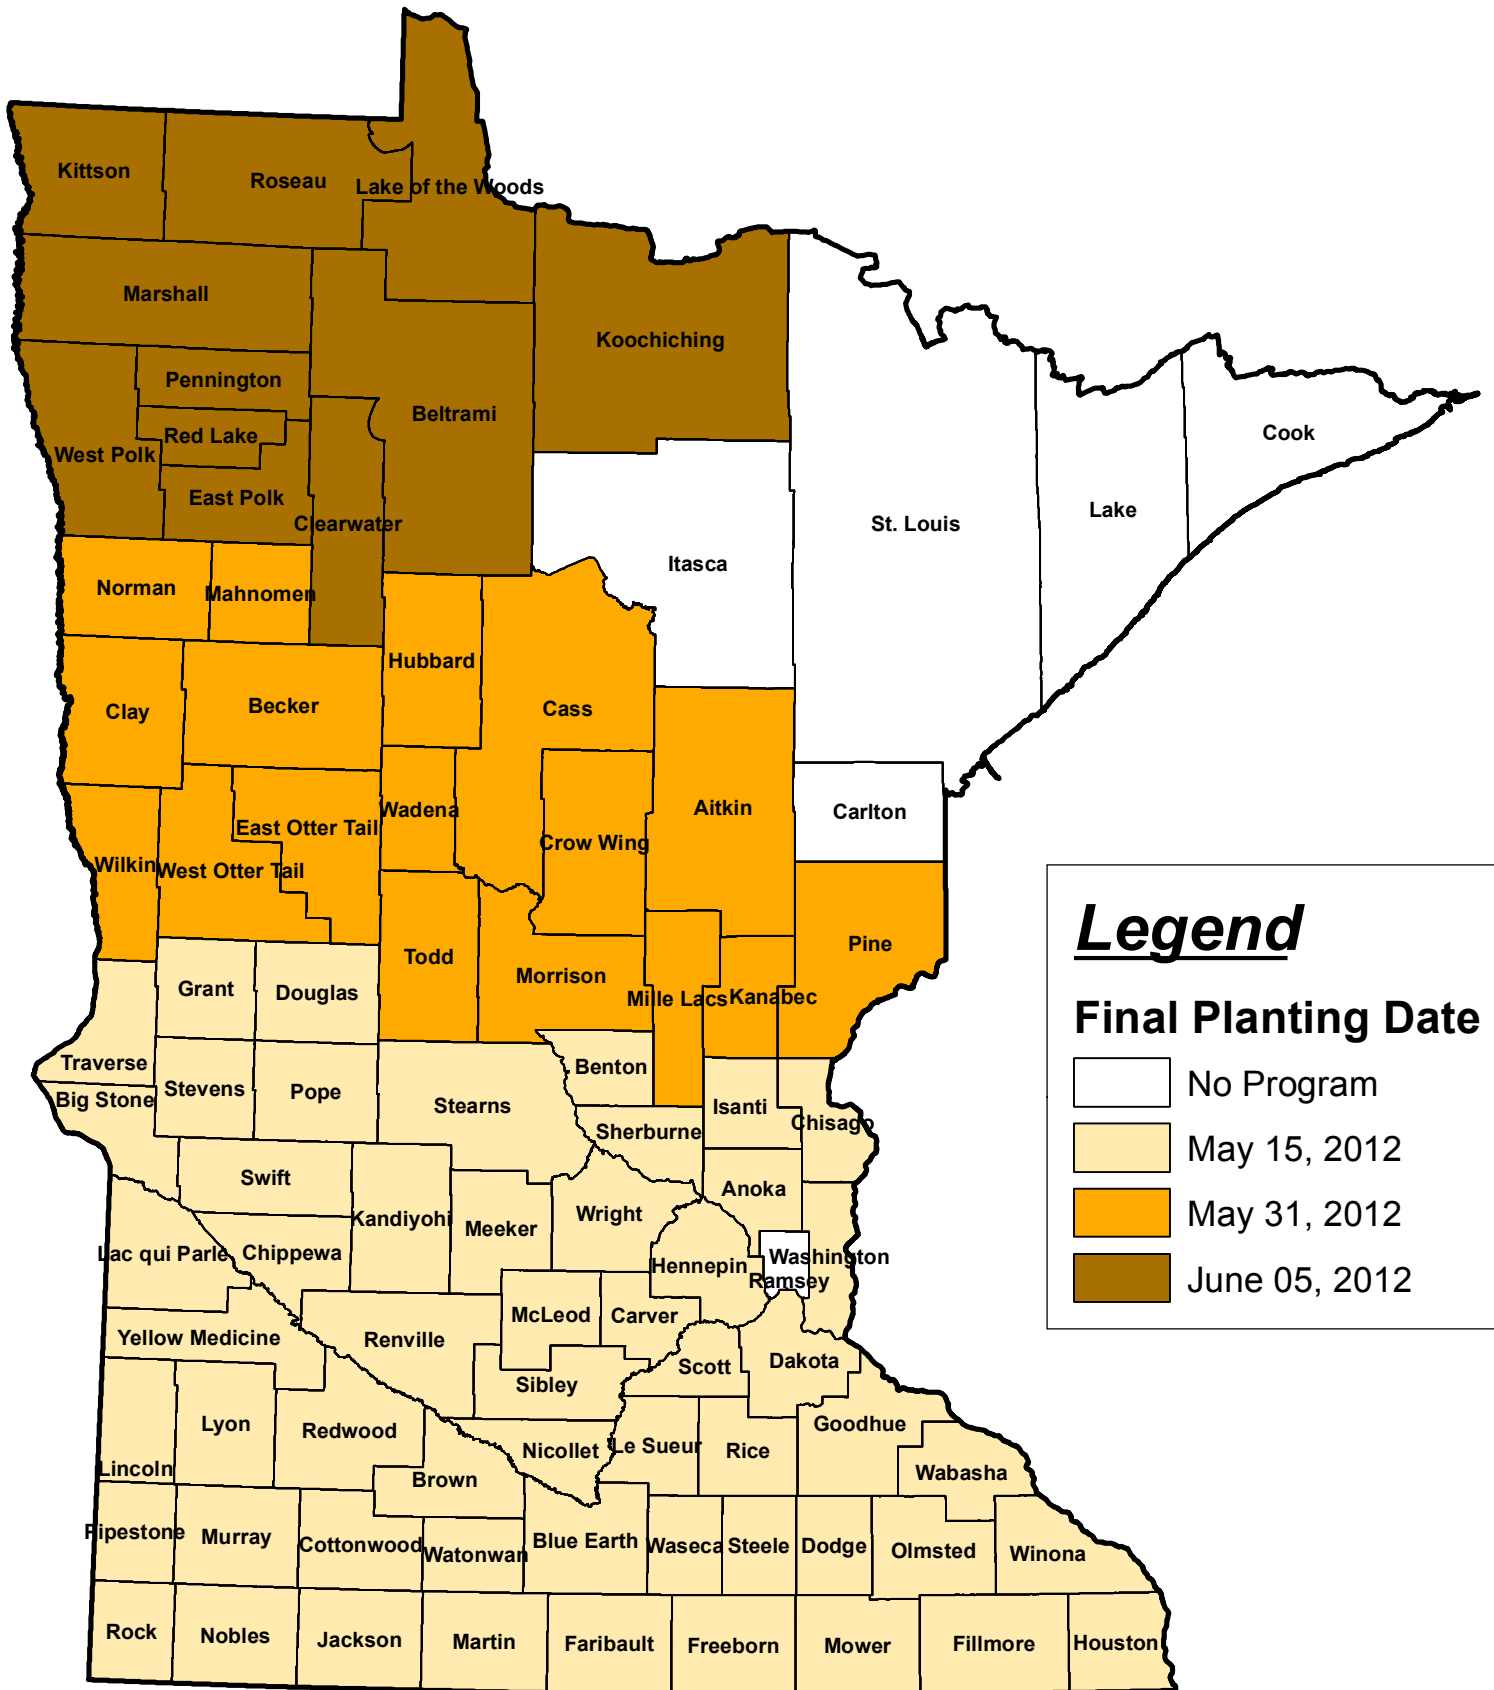 Kittson
Roseau
Lake of the Woods
Marshall
Koochiching
Pennington
Beltrami
Red Lake
West Polk
East Polk
Clearwater
Cook
Lake
St. Louis
Itasca
Norman
Mahnomen
Hubbard
Clay
Becker
Cass
Wadena
Aitkin
Carlton
East Otter Tail
Crow Wing
Wilkin
West Otter Tail
Pine
Todd
Morrison
Mille Lacs
Kanabec
Grant
Douglas
Traverse
Big Stone
Stevens
Pope
Benton
Stearns
Isanti
Chisago
Sherburne
Swift
Anoka
Kandiyohi
Meeker
Wright
Lac qui Parle
Chippewa
Hennepin
Washington
Ramsey
McLeod
Carver
Yellow Medicine
Renville
Scott
Dakota
Sibley
Lyon
Redwood
Goodhue
Nicollet
Le Sueur
Rice
Lincoln
Brown
Wabasha
Pipestone
Murray
Cottonwood
Watonwan
Blue Earth
Waseca
Steele
Dodge
Olmsted
Winona
Rock
Nobles
Jackson
Martin
Faribault
Freeborn
Mower
Fillmore
Houston
Legend
Final Planting Date
No Program
May 15, 2012
May 31, 2012
June 05, 2012